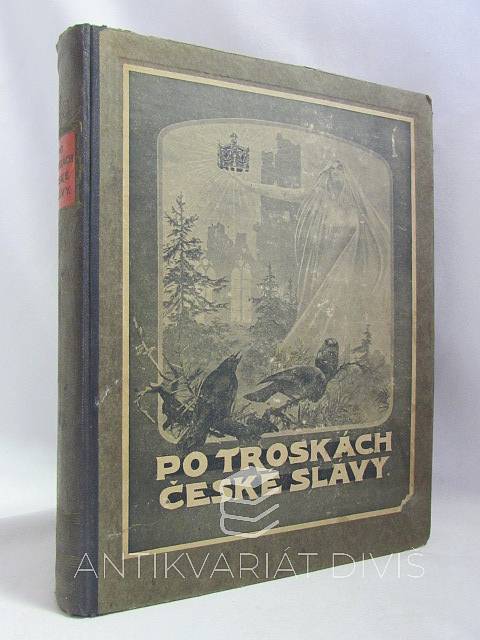 PO TROSKÁCH
ČESKÉ SLÁVY.
ANTIKVARIÁT DIVIŠ